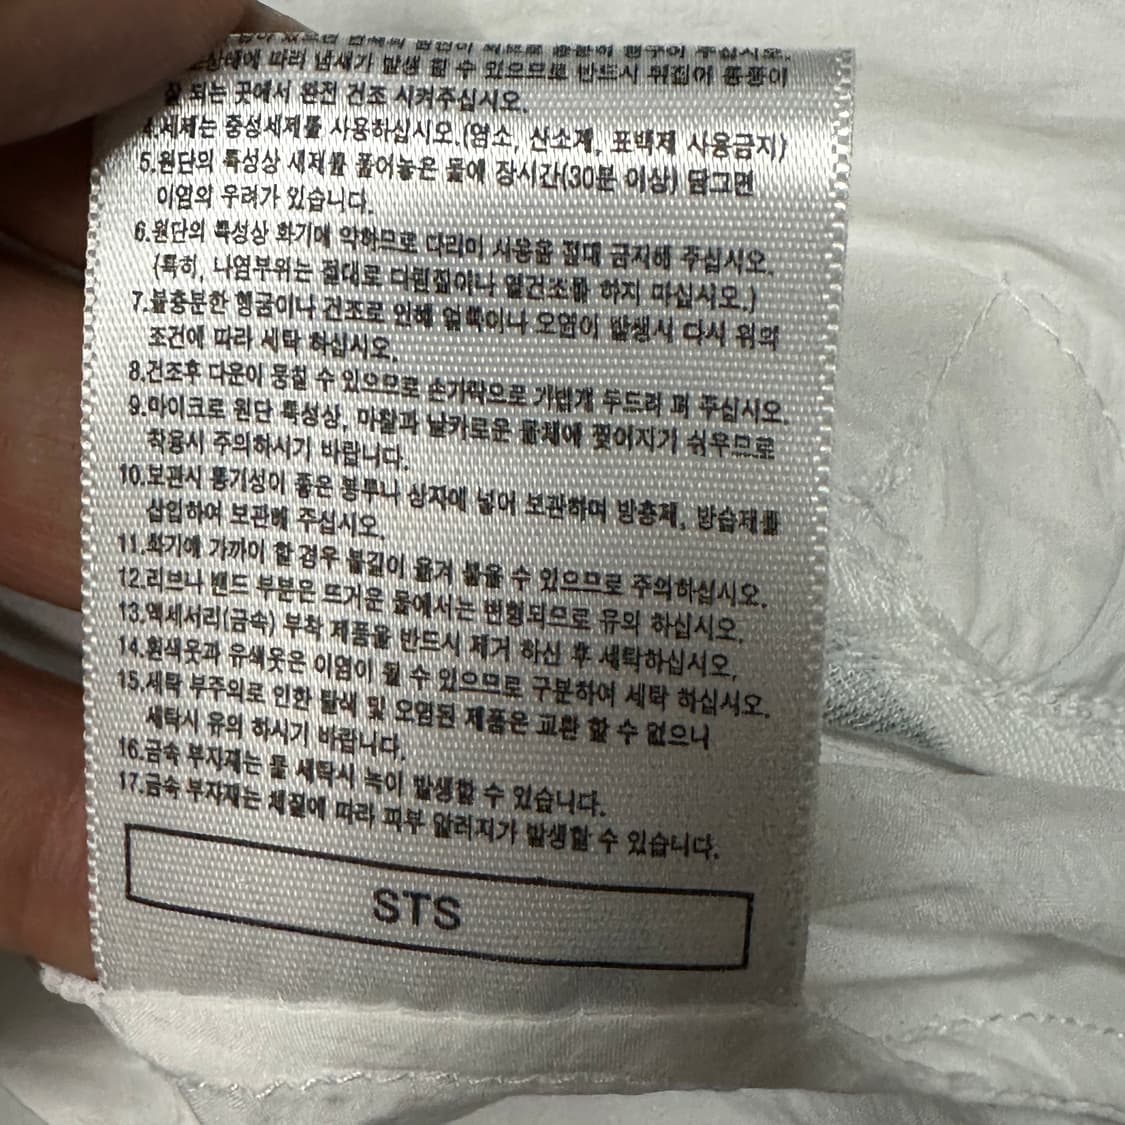 상태에 따라 냄새가 발생 할 수 있으므로 반드시 뒤집어 통풍이
잘 되는 곳에서 완전 건조 시켜주십시오.
4.세제는 중성세제를 사용하십시오.(염소, 산소계, 표백제 사용금지)
5.원단의 특성상 세제를 풀어놓은 물에 장시간(30분 이상) 담그면
이염의 우려가 있습니다.
6.원단의 특성상 화기에 약하므로 다리미 사용을 절대 금지해 주십시오.
(특히, 나염부위는 절대로 다림질이나 열건조를 하지 마십시오.)
7.불충분한 헹굼이나 건조로 인해 얼룩이나 오염이 발생시 다시 위의
조건에 따라 세탁 하십시오.
8.건조후 다운이 뭉칠 수 있으므로 손가락으로 가볍게 두드려 펴 주십시오.
9.마이크로 원단 특성상, 마찰과 날카로운 물체에 찢어지기 쉬우므로
착용시 주의하시기 바랍니다.
10.보관시 통기성이 좋은 봉투나 상자에 넣어 보관하며 방충제, 방습제를
삽입하여 보관해 주십시오.
11.화기에 가까이 할 경우 불길이 옮겨 붙을 수 있으므로 주의하십시오.
12.리브나 밴드 부분은 뜨거운 물에서는 변형되므로 유의 하십시오.
13.액세서리(금속) 부착 제품을 반드시 제거 하신 후 세탁하십시오.
14.흰색옷과 유색옷은 이염이 될 수 있으므로 구분하여 세탁 하십시오.
15.세탁 부주의로 인한 탈색 및 오염된 제품은 교환 할 수 없으니
세탁시 유의 하시기 바랍니다.
16.금속 부자재는 물 세탁시 녹이 발생할 수 있습니다.
17.금속 부자재는 체질에 따라 피부 알러지가 발생할 수 있습니다.
STS